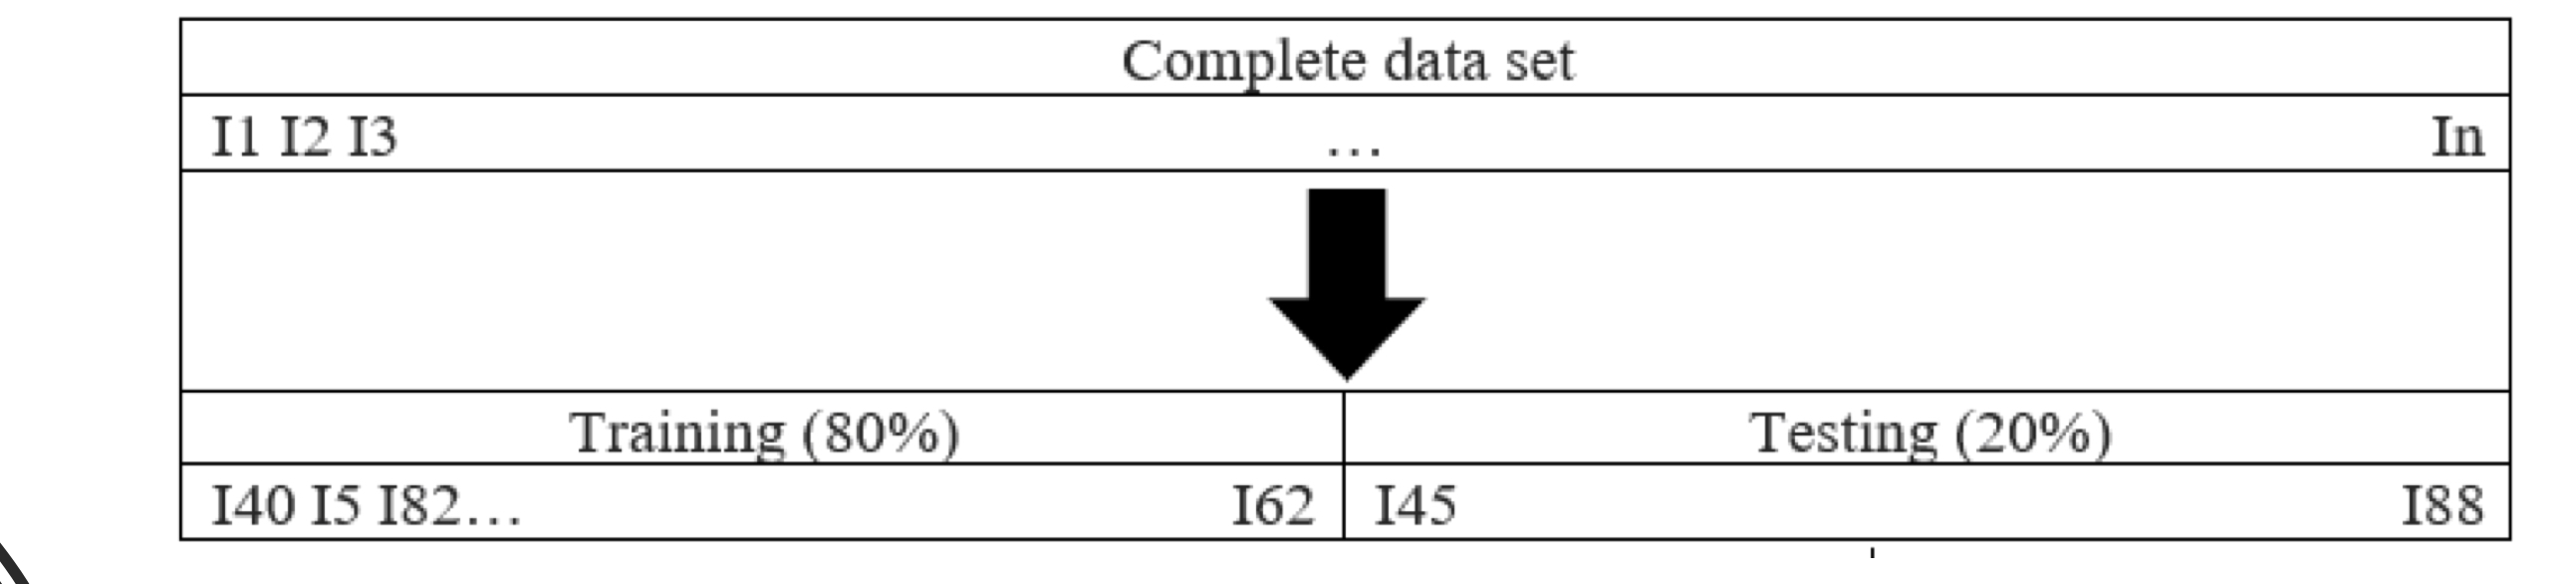 Complete data set
I1 I2 I3 … In
Training (80%) Testing (20%)
I40 I5 I82… I62 I45 I88